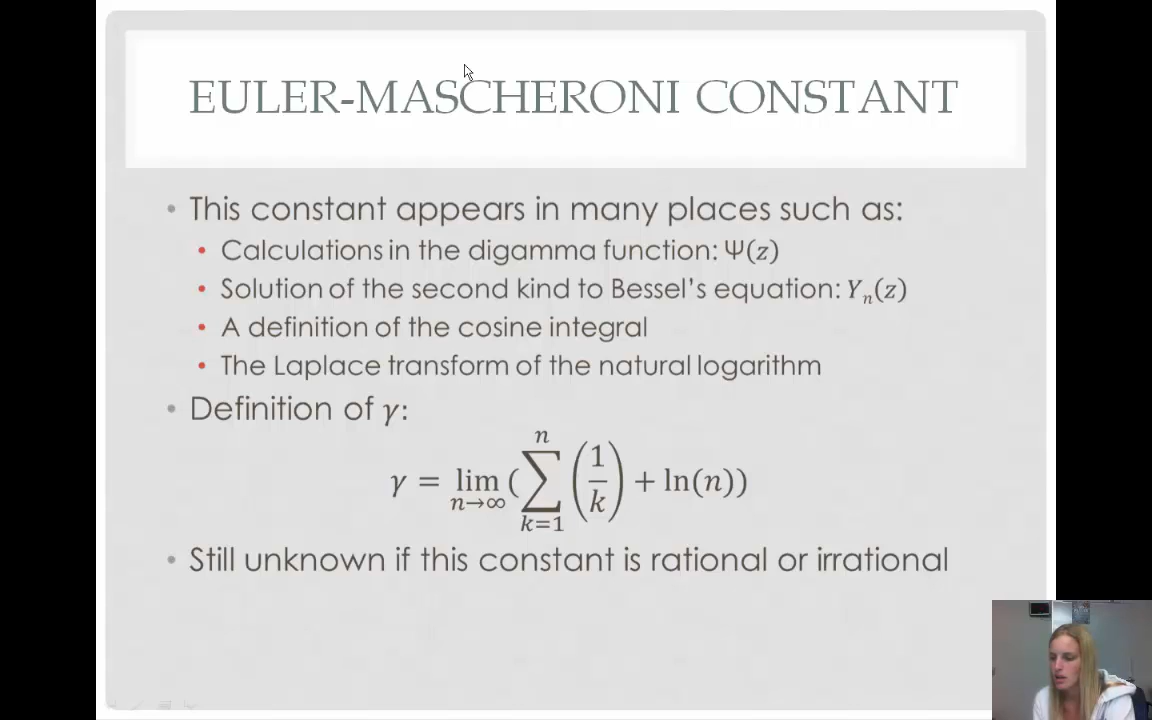 EULER-MASCHERONI CONSTANT
• This constant appears in many places such as:
• Calculations in the digamma function: Ψ(z)
• Solution of the second kind to Bessel's equation: Yₙ(z)
• A definition of the cosine integral
• The Laplace transform of the natural logarithm
• Definition of γ:
γ = lim_{n→∞} (∑_{k=1}^{n} (1/k) + ln(n))
• Still unknown if this constant is rational or irrational